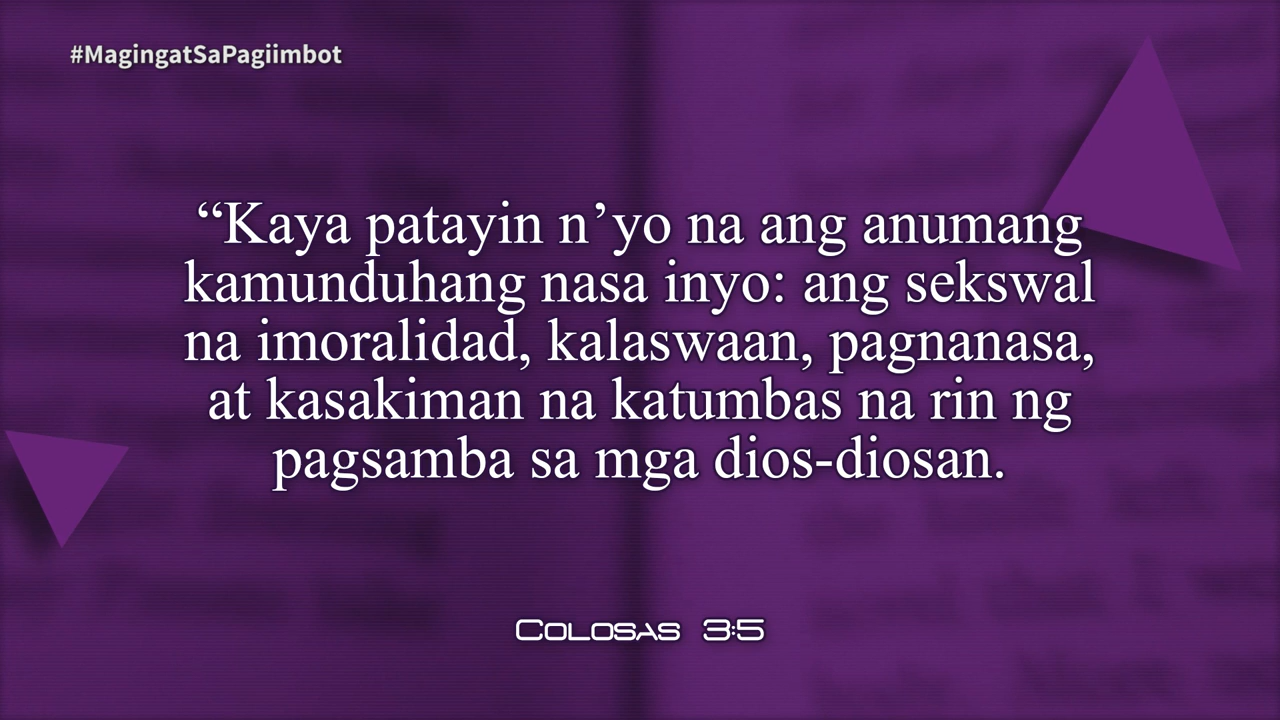 #MagingatSaPagiimbot
“Kaya patayin n’yo na ang anumang
kamunduhang nasa inyo: ang sekswal
na imoralidad, kalaswaan, pagnanasa,
at kasakiman na katumbas na rin ng
pagsamba sa mga dios-diosan.
Colosas 3:5